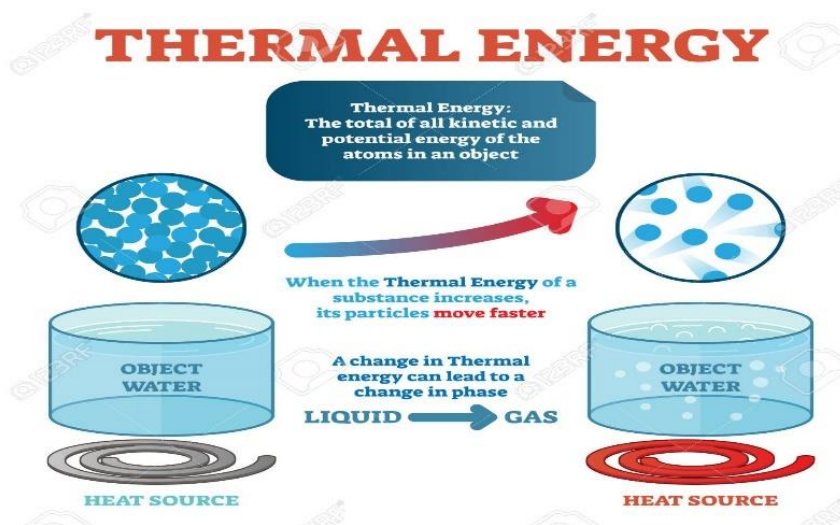 THERMAL ENERGY
Thermal Energy:
The total of all kinetic and
potential energy of the
atoms in an object
When the Thermal Energy of a
substance increases,
its particles move faster
OBJECT
WATER
A change in Thermal
energy can lead to a
change in phase
LIQUID GAS
OBJECT
WATER
HEAT SOURCE
HEAT SOURCE